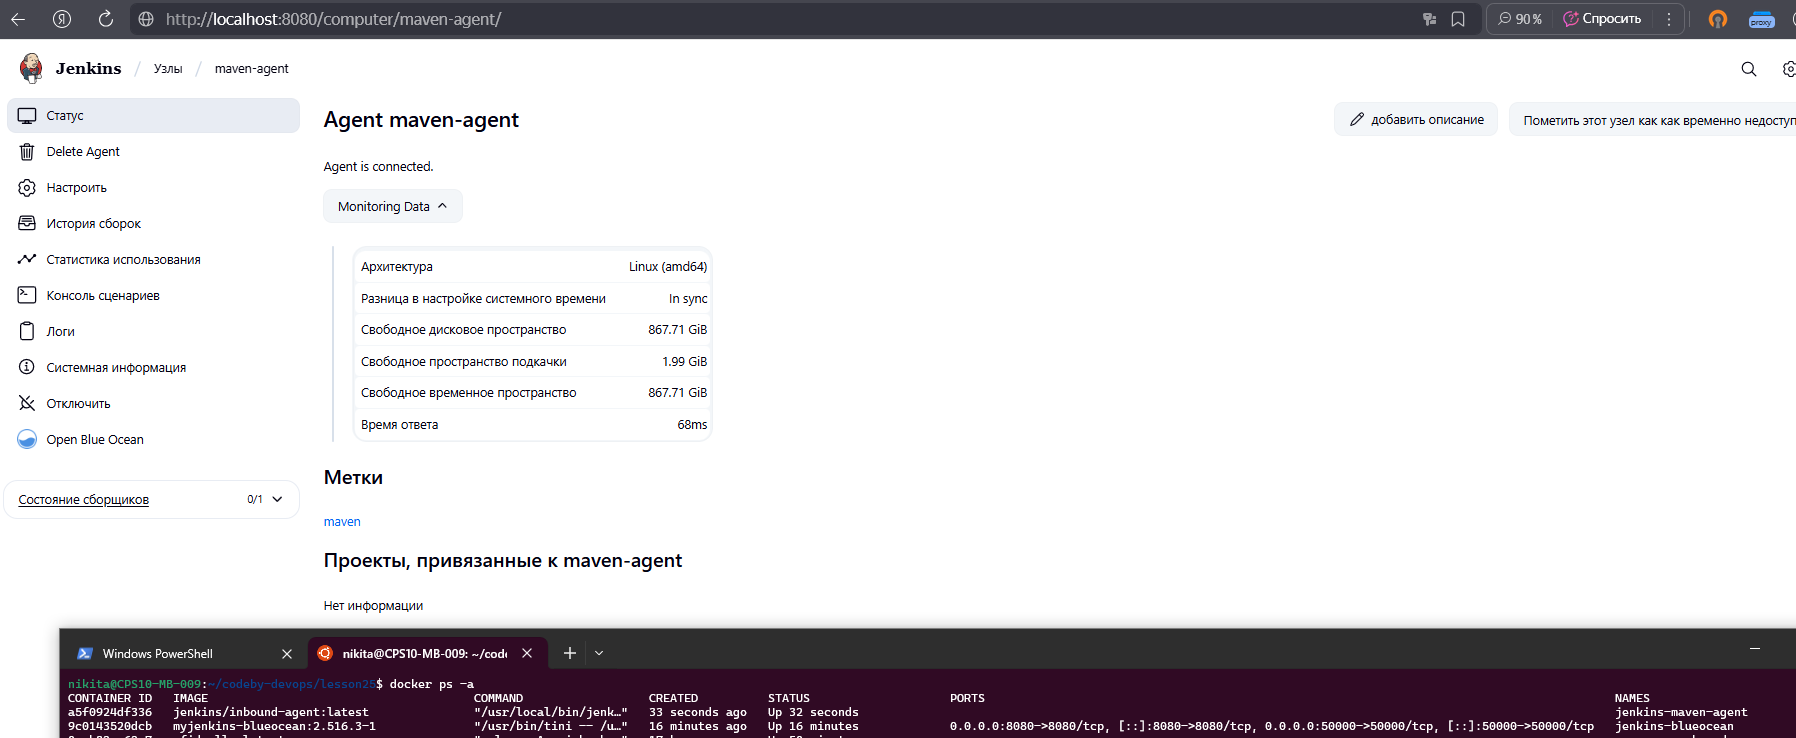 http://localhost:8080/computer/maven-agent/
90 %
Спросить
proxy
Jenkins / Узлы / maven-agent
Статус
Delete Agent
Настроить
История сборок
Статистика использования
Консоль сценариев
Логи
Системная информация
Отключить
Open Blue Ocean
Состояние сборщиков 0/1
Agent maven-agent
добавить описание
Пометить этот узел как как временно недоступ
Agent is connected.
Monitoring Data
Архитектура Linux (amd64)
Разница в настройке системного времени In sync
Свободное дисковое пространство 867.71 GiB
Свободное пространство подкачки 1.99 GiB
Свободное временное пространство 867.71 GiB
Время ответа 68ms
Метки
maven
Проекты, привязанные к maven-agent
Нет информации
Windows PowerShell
nikita@CPS10-MB-009: ~/code
nikita@CPS10-MB-009:~/codeby-devops/lesson25$ docker ps -a
CONTAINER ID IMAGE COMMAND CREATED STATUS PORTS NAMES
a5f0924df336 jenkins/inbound-agent:latest "/usr/local/bin/jenk…" 33 seconds ago Up 32 seconds jenkins-maven-agent
9c0143520dcb myjenkins-blueocean:2.516.3-1 "/usr/bin/tini -- /u…" 16 minutes ago Up 16 minutes 0.0.0.0:8080->8080/tcp, [::]:8080->8080/tcp, 0.0.0.0:50000->50000/tcp, [::]:50000->50000/tcp jenkins-blueocean